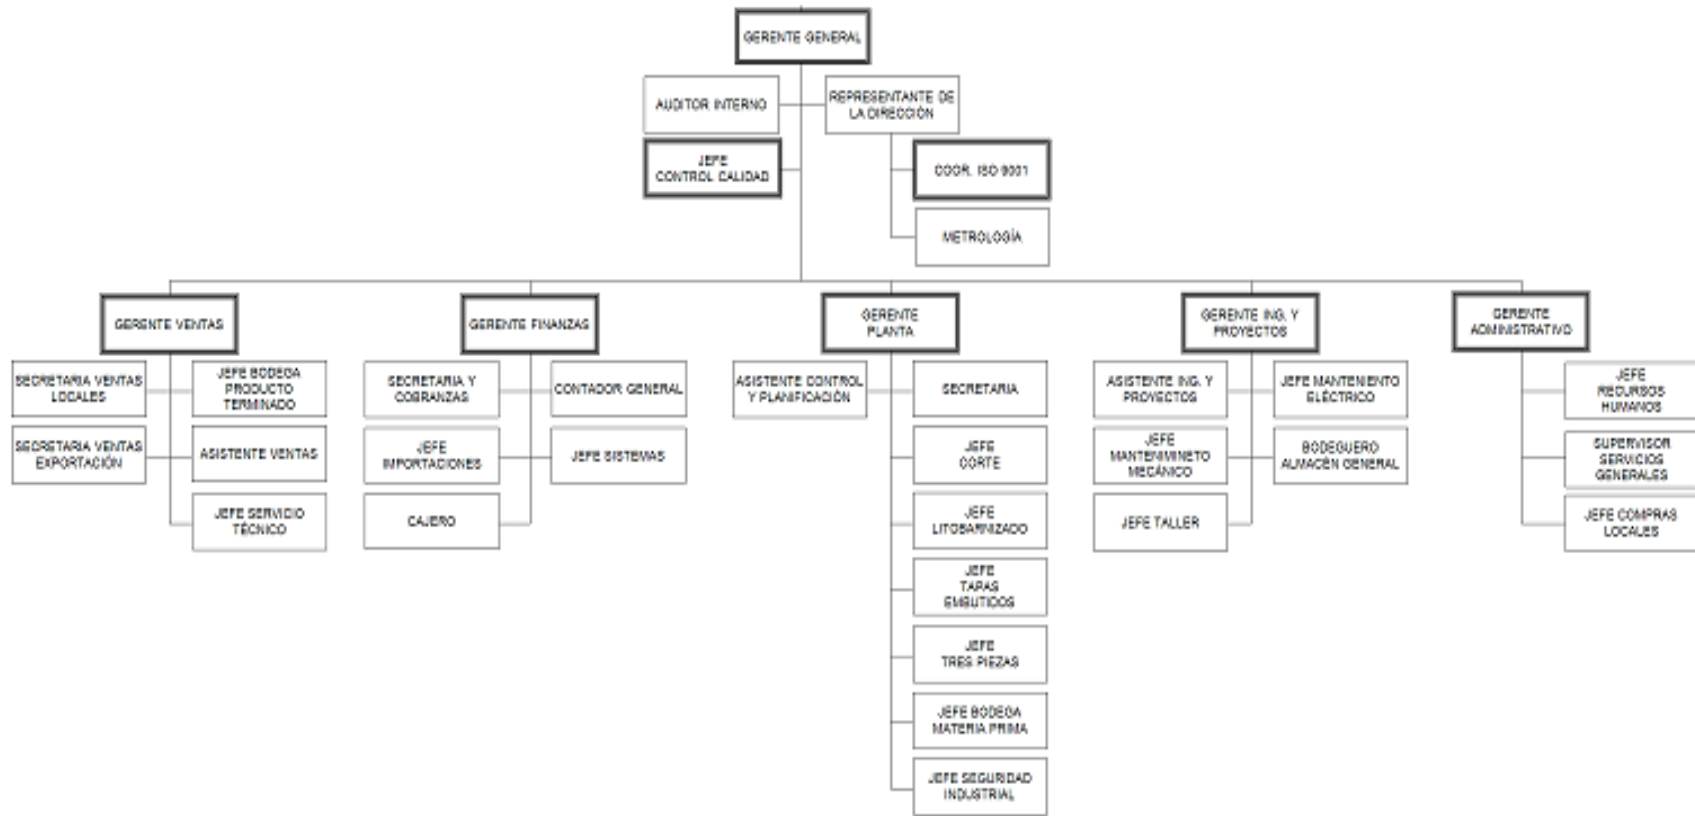 GERENTE GENERAL
AUDITOR INTERNO
REPRESENTANTE DE
LA DIRECCIÓN
JEFE
CONTROL CALIDAD
COOR. ISO 9001
METROLOGÍA
GERENTE VENTAS
GERENTE FINANZAS
GERENTE
PLANTA
GERENTE ING. Y
PROYECTOS
GERENTE
ADMINISTRATIVO
SECRETARIA VENTAS
LOCALES
JEFE BODEGA
PRODUCTO
TERMINADO
SECRETARIA VENTAS
EXPORTACIÓN
ASISTENTE VENTAS
JEFE SERVICIO
TÉCNICO
SECRETARIA Y
COBRANZAS
CONTADOR GENERAL
JEFE
IMPORTACIONES
JEFE SISTEMAS
CAJERO
ASISTENTE CONTROL
Y PLANIFICACIÓN
SECRETARIA
JEFE
CORTE
JEFE
LITOBARNIZADO
JEFE
TAPAS
EMBUTIDOS
JEFE
TRES PIEZAS
JEFE BODEGA
MATERIA PRIMA
JEFE SEGURIDAD
INDUSTRIAL
ASISTENTE ING. Y
PROYECTOS
JEFE MANTENIENTO
ELÉCTRICO
JEFE
MANTENIMINETO
MECÁNICO
BODEGUERO
ALMACÉN GENERAL
JEFE TALLER
JEFE
RECURSOS
HUMANOS
SUPERVISOR
SERVICIOS
GENERALES
JEFE COMPRAS
LOCALES